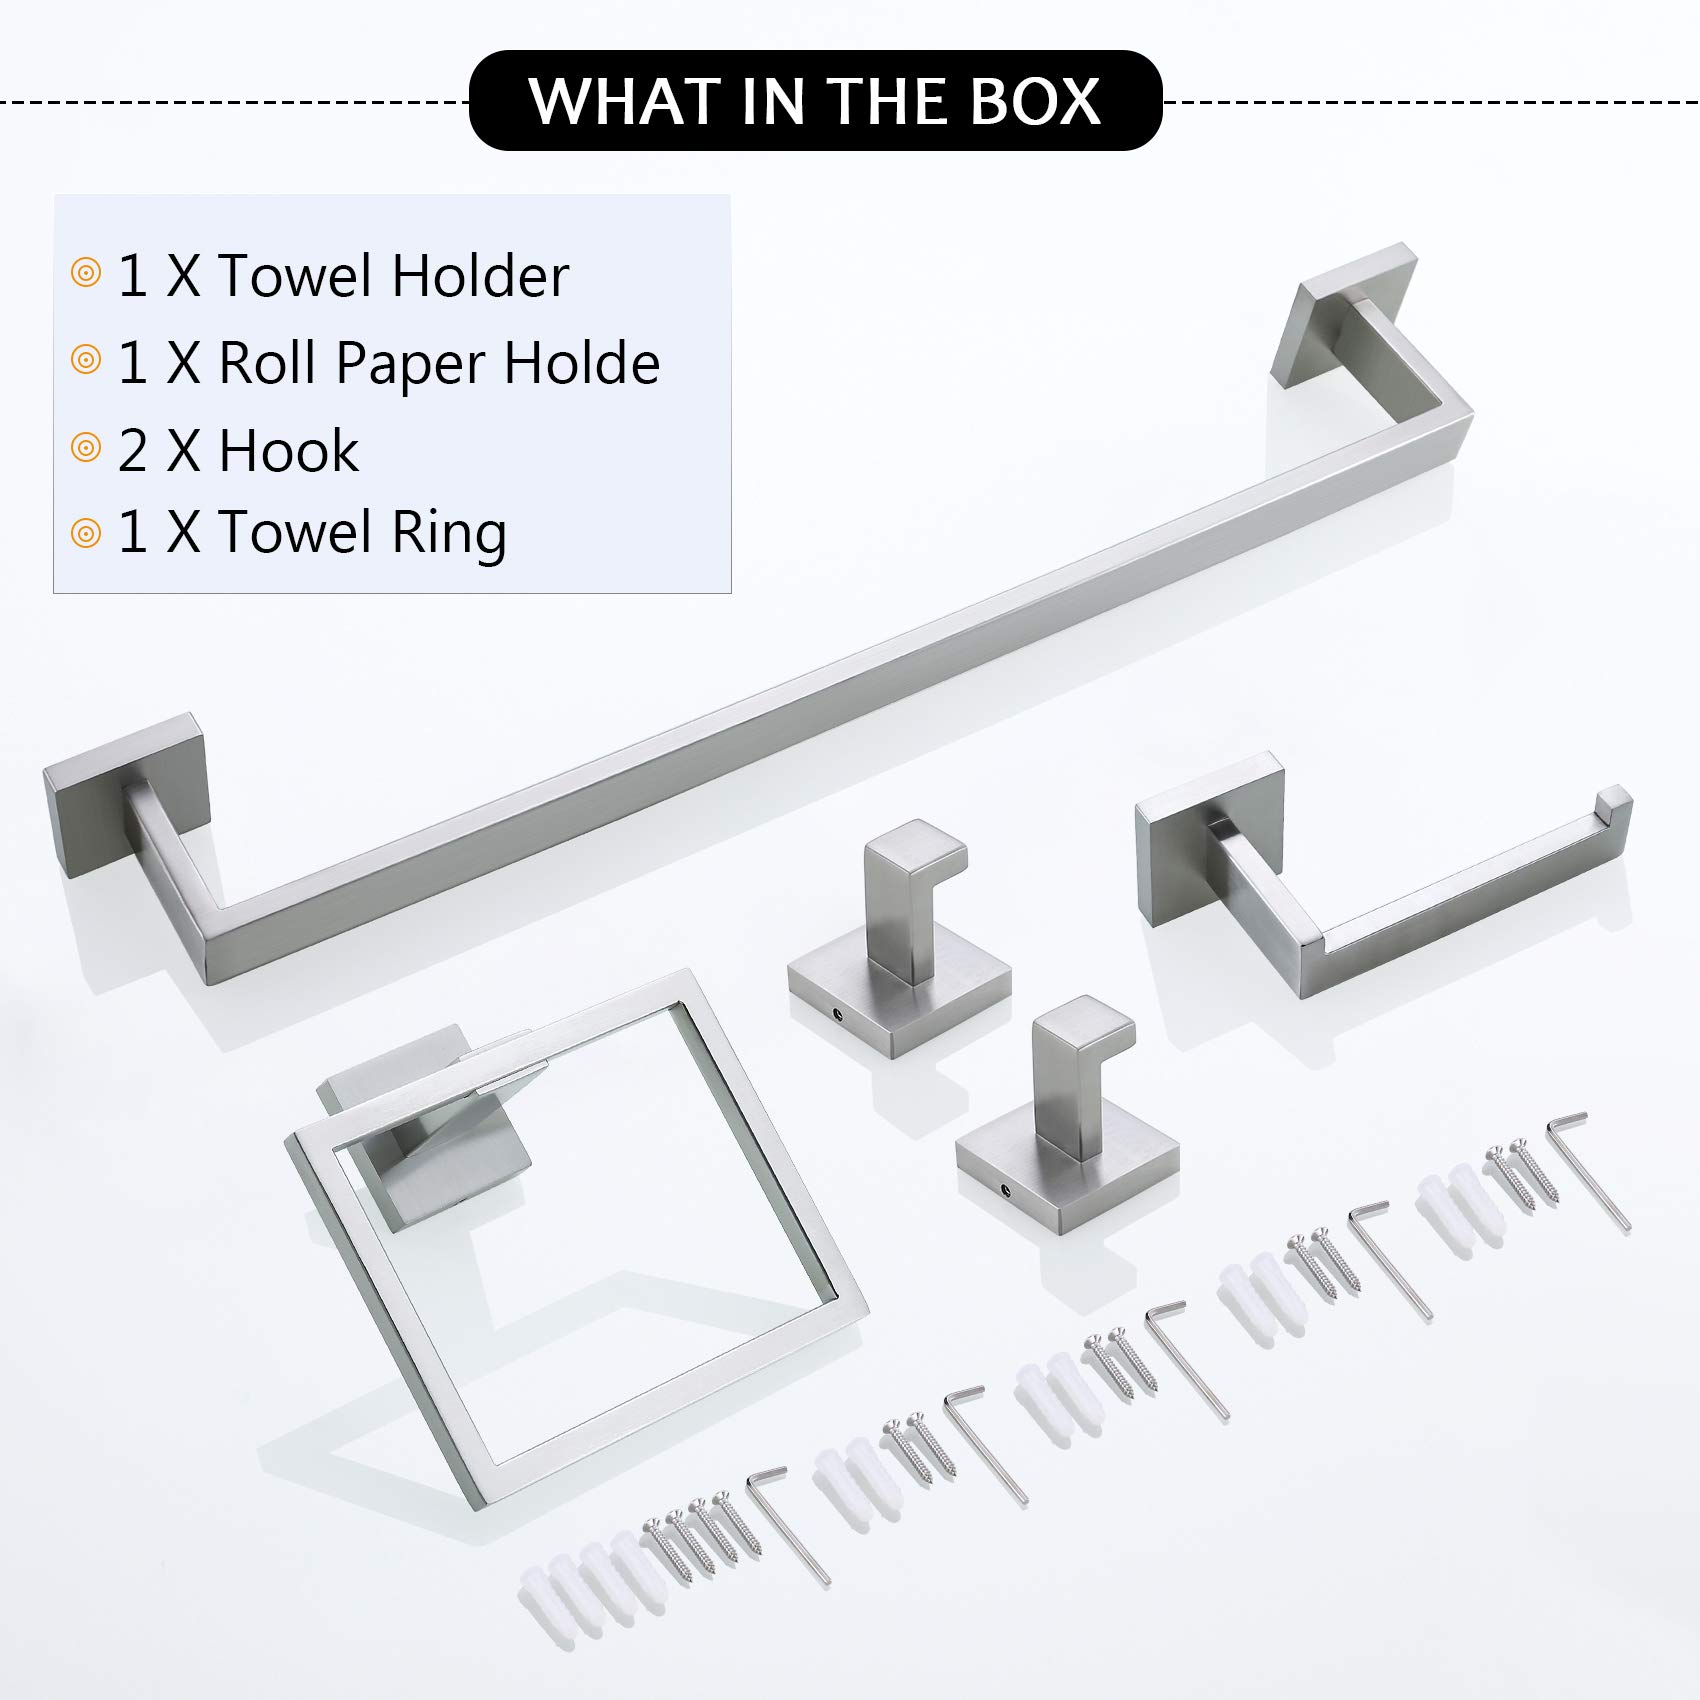 WHAT IN THE BOX
1 X Towel Holder
1 X Roll Paper Holde
2 X Hook
1 X Towel Ring